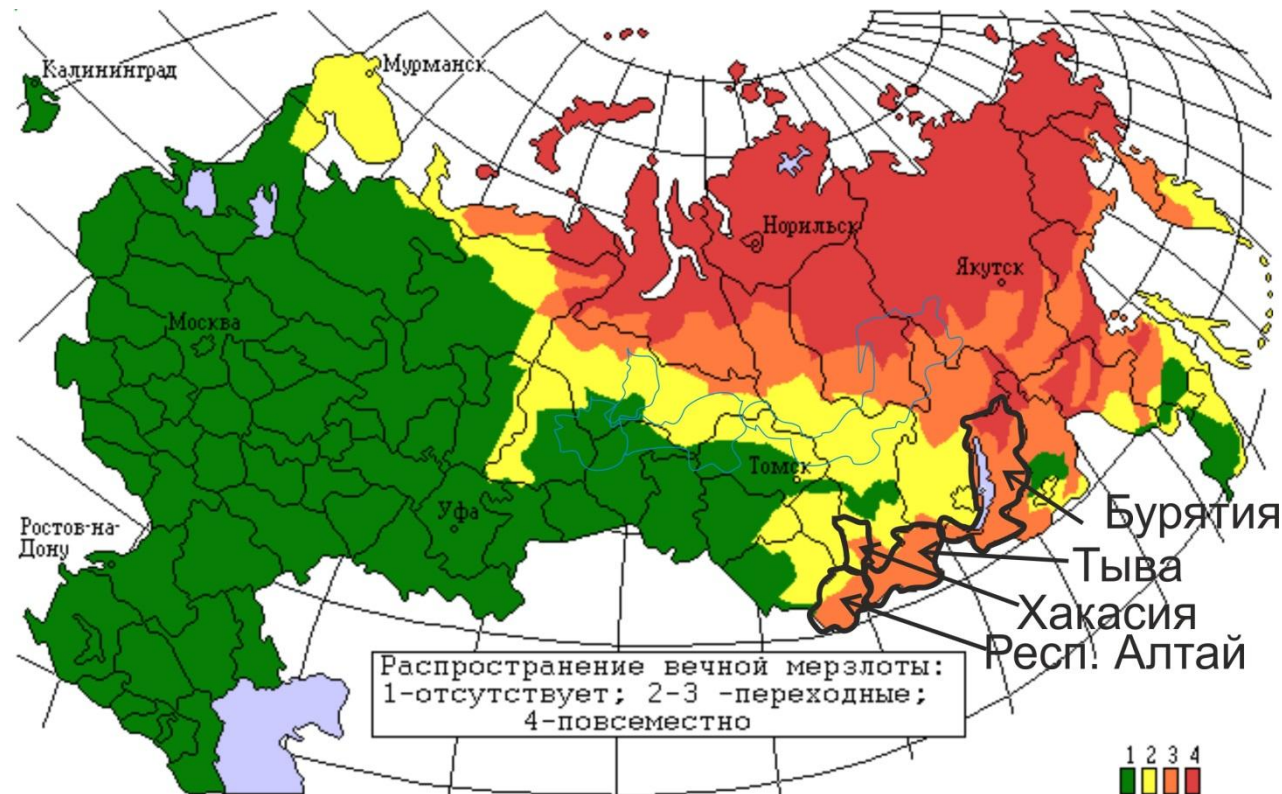 Калининград
Мурманск
Норильск
Якутск
Москва
Томск
Уфа
Ростов-на-
Дону
Бурятия
Тыва
Хакасия
Респ. Алтай
Распространение вечной мерзлоты:
1-отсутствует; 2-3 -переходные;
4-повсеместно
1 2 3 4